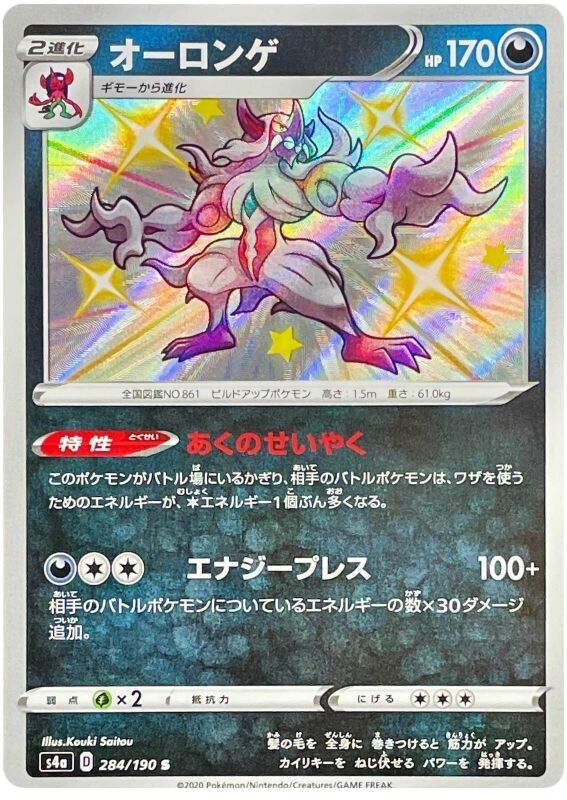 2進化
オーロンゲ
HP170
ギモーから進化
全国図鑑NO.861 ビルドアップポケモン 高さ:1.5m 重さ:61.0kg
特性 とくせい あくのせいやく
このポケモンがバトル場にいるかぎり、相手のバトルポケモンは、ワザを使う
ためのエネルギーが、エネルギー1個ぶん多くなる。
エナジープレス 100+
相手のバトルポケモンについているエネルギーの数×30ダメージ
追加。
弱点 ×2 抵抗力 にげる
Illus.Kouki Saitou
s4a D 284/190 S
髪の毛を 全身に 巻きつけると 筋力が アップ。
カイリキーを ねじ伏せる パワーを 発揮する。
©2020 Pokémon/Nintendo/Creatures/GAME FREAK.